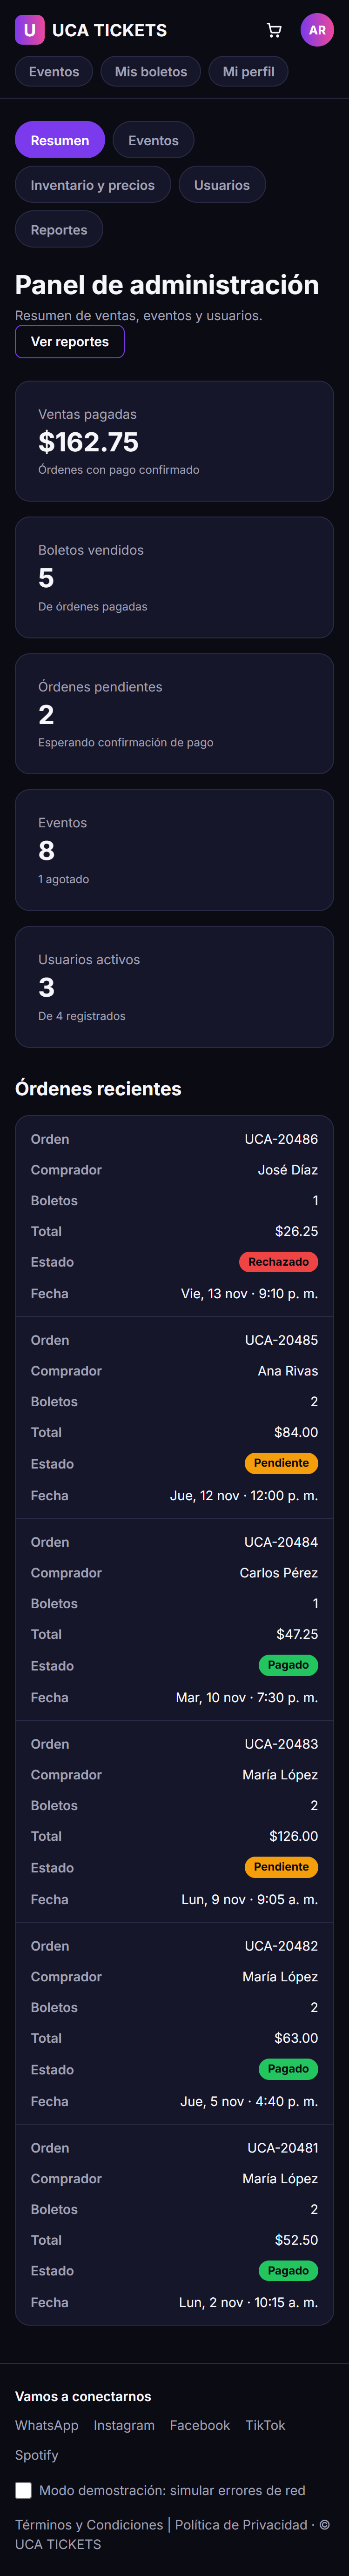 U UCA TICKETS AR
Eventos Mis boletos Mi perfil
Resumen Eventos
Inventario y precios Usuarios
Reportes
Panel de administración
Resumen de ventas, eventos y usuarios.
Ver reportes
Ventas pagadas
$162.75
Órdenes con pago confirmado
Boletos vendidos
5
De órdenes pagadas
Órdenes pendientes
2
Esperando confirmación de pago
Eventos
8
1 agotado
Usuarios activos
3
De 4 registrados
Órdenes recientes
Orden UCA-20486
Comprador José Díaz
Boletos 1
Total $26.25
Estado Rechazado
Fecha Vie, 13 nov · 9:10 p. m.
Orden UCA-20485
Comprador Ana Rivas
Boletos 2
Total $84.00
Estado Pendiente
Fecha Jue, 12 nov · 12:00 p. m.
Orden UCA-20484
Comprador Carlos Pérez
Boletos 1
Total $47.25
Estado Pagado
Fecha Mar, 10 nov · 7:30 p. m.
Orden UCA-20483
Comprador María López
Boletos 2
Total $126.00
Estado Pendiente
Fecha Lun, 9 nov · 9:05 a. m.
Orden UCA-20482
Comprador María López
Boletos 2
Total $63.00
Estado Pagado
Fecha Jue, 5 nov · 4:40 p. m.
Orden UCA-20481
Comprador María López
Boletos 2
Total $52.50
Estado Pagado
Fecha Lun, 2 nov · 10:15 a. m.
Vamos a conectarnos
WhatsApp Instagram Facebook TikTok
Spotify
Modo demostración: simular errores de red
Términos y Condiciones | Política de Privacidad · ©
UCA TICKETS